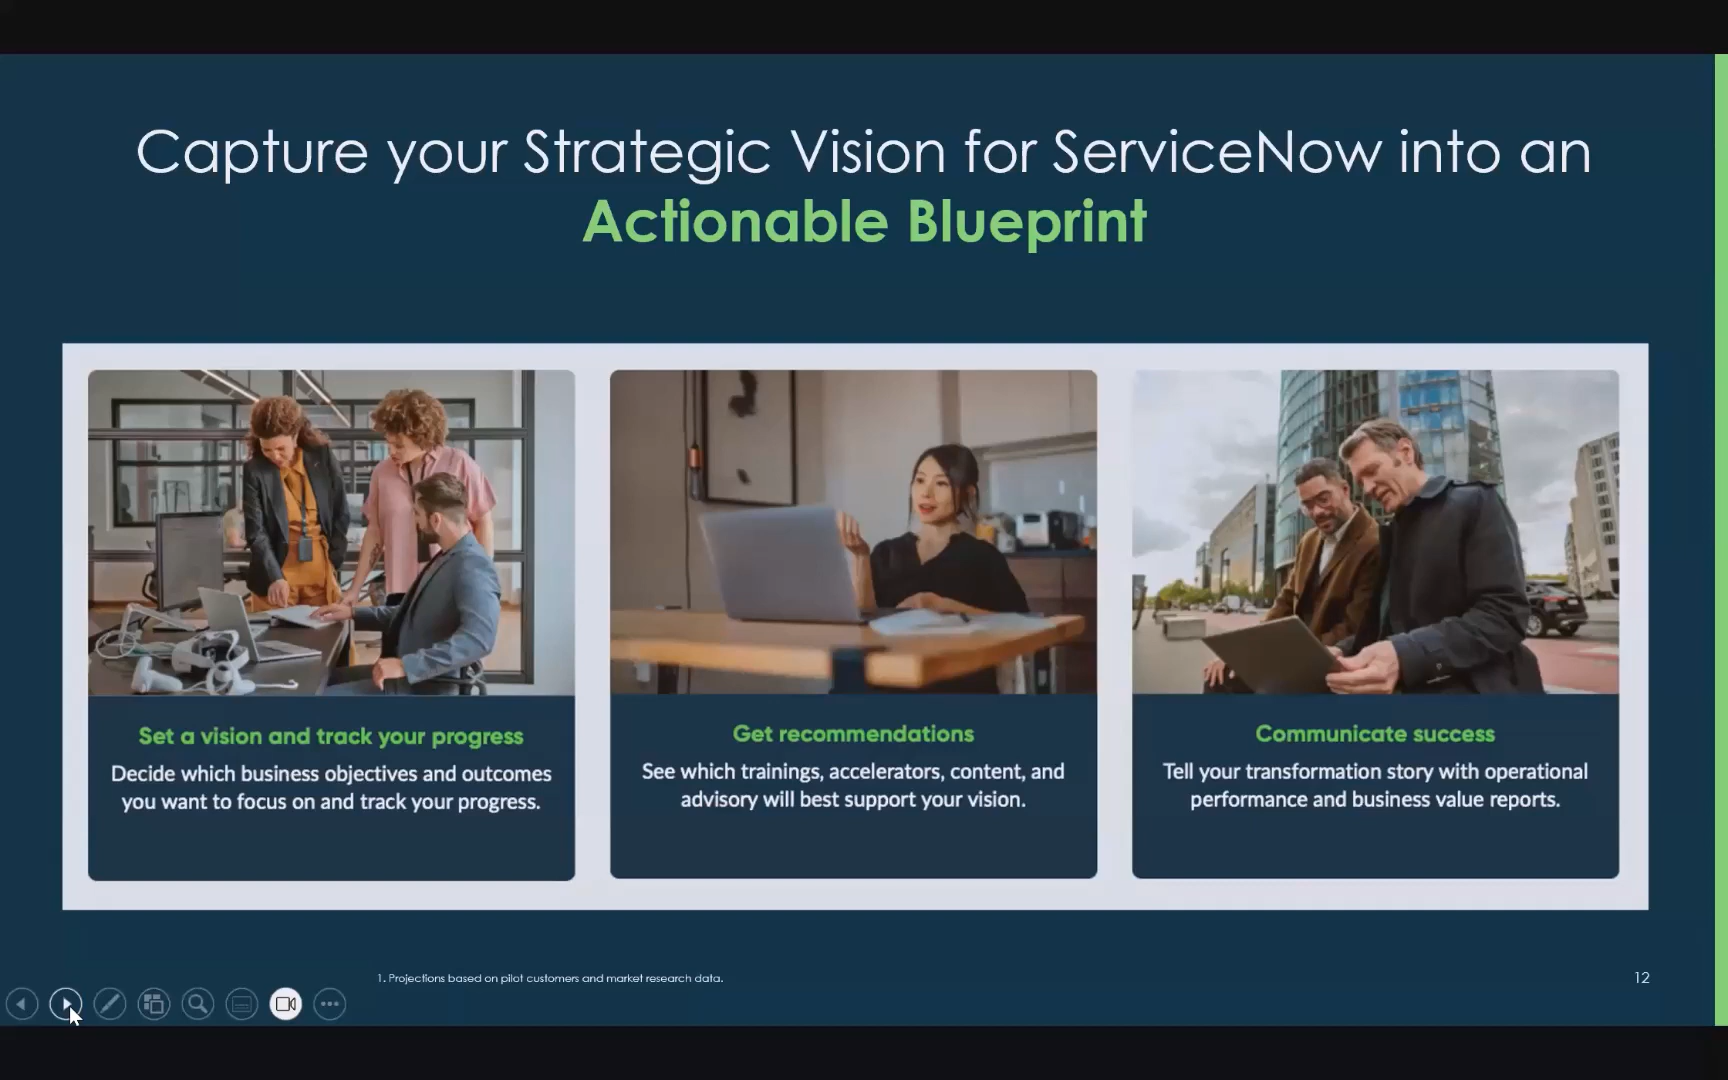 Capture your Strategic Vision for ServiceNow into an
Actionable Blueprint
Set a vision and track your progress
Decide which business objectives and outcomes
you want to focus on and track your progress.
Get recommendations
See which trainings, accelerators, content, and
advisory will best support your vision.
Communicate success
Tell your transformation story with operational
performance and business value reports.
1. Projections based on pilot customers and market research data.
12